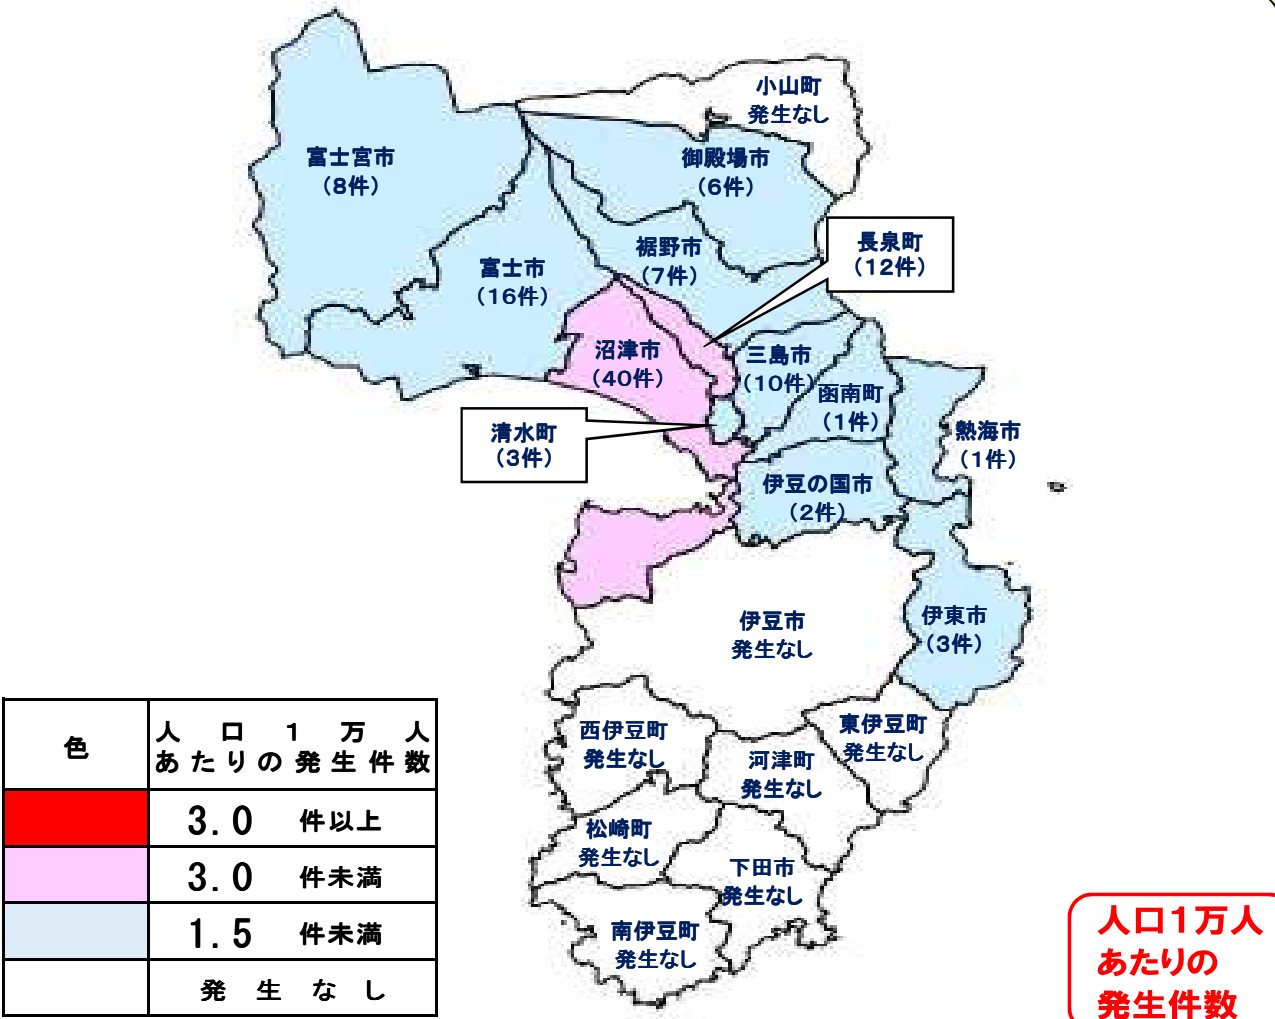 小山町
発生なし
富士宮市
（8件）
御殿場市
（6件）
長泉町
（12件）
裾野市
（7件）
富士市
（16件）
沼津市
（40件）
三島市
（10件）
函南町
（1件）
清水町
（3件）
熱海市
（1件）
伊豆の国市
（2件）
伊豆市
発生なし
伊東市
（3件）
西伊豆町
発生なし
東伊豆町
発生なし
河津町
発生なし
松崎町
発生なし
下田市
発生なし
南伊豆町
発生なし
色
人口１万人
あたりの発生件数
3.0 件以上
3.0 件未満
1.5 件未満
発生なし
人口１万人
あたりの
発生件数